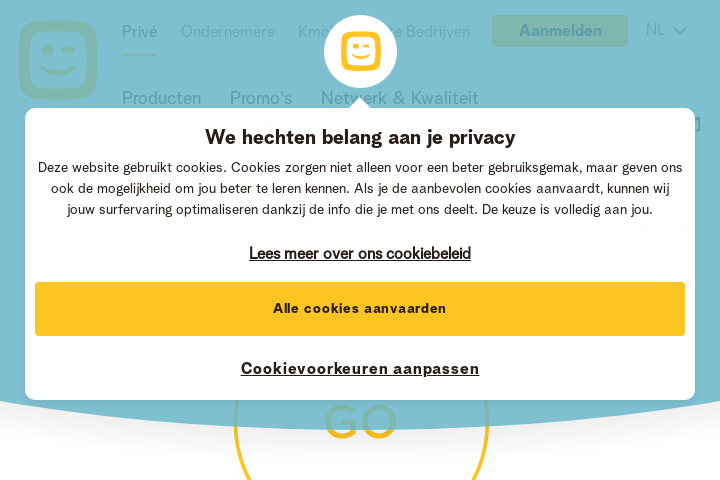 Privé
Ondernemers
Aanmelden
NL
Producten
Promo's
Netwerk & Kwaliteit
We hechten belang aan je privacy
Deze website gebruikt cookies. Cookies zorgen niet alleen voor een beter gebruiksgemak, maar geven ons
ook de mogelijkheid om jou beter te leren kennen. Als je de aanbevolen cookies aanvaardt, kunnen wij
jouw surfervaring optimaliseren dankzij de info die je met ons deelt. De keuze is volledig aan jou.
Lees meer over ons cookiebeleid
Alle cookies aanvaarden
Cookievoorkeuren aanpassen
GO